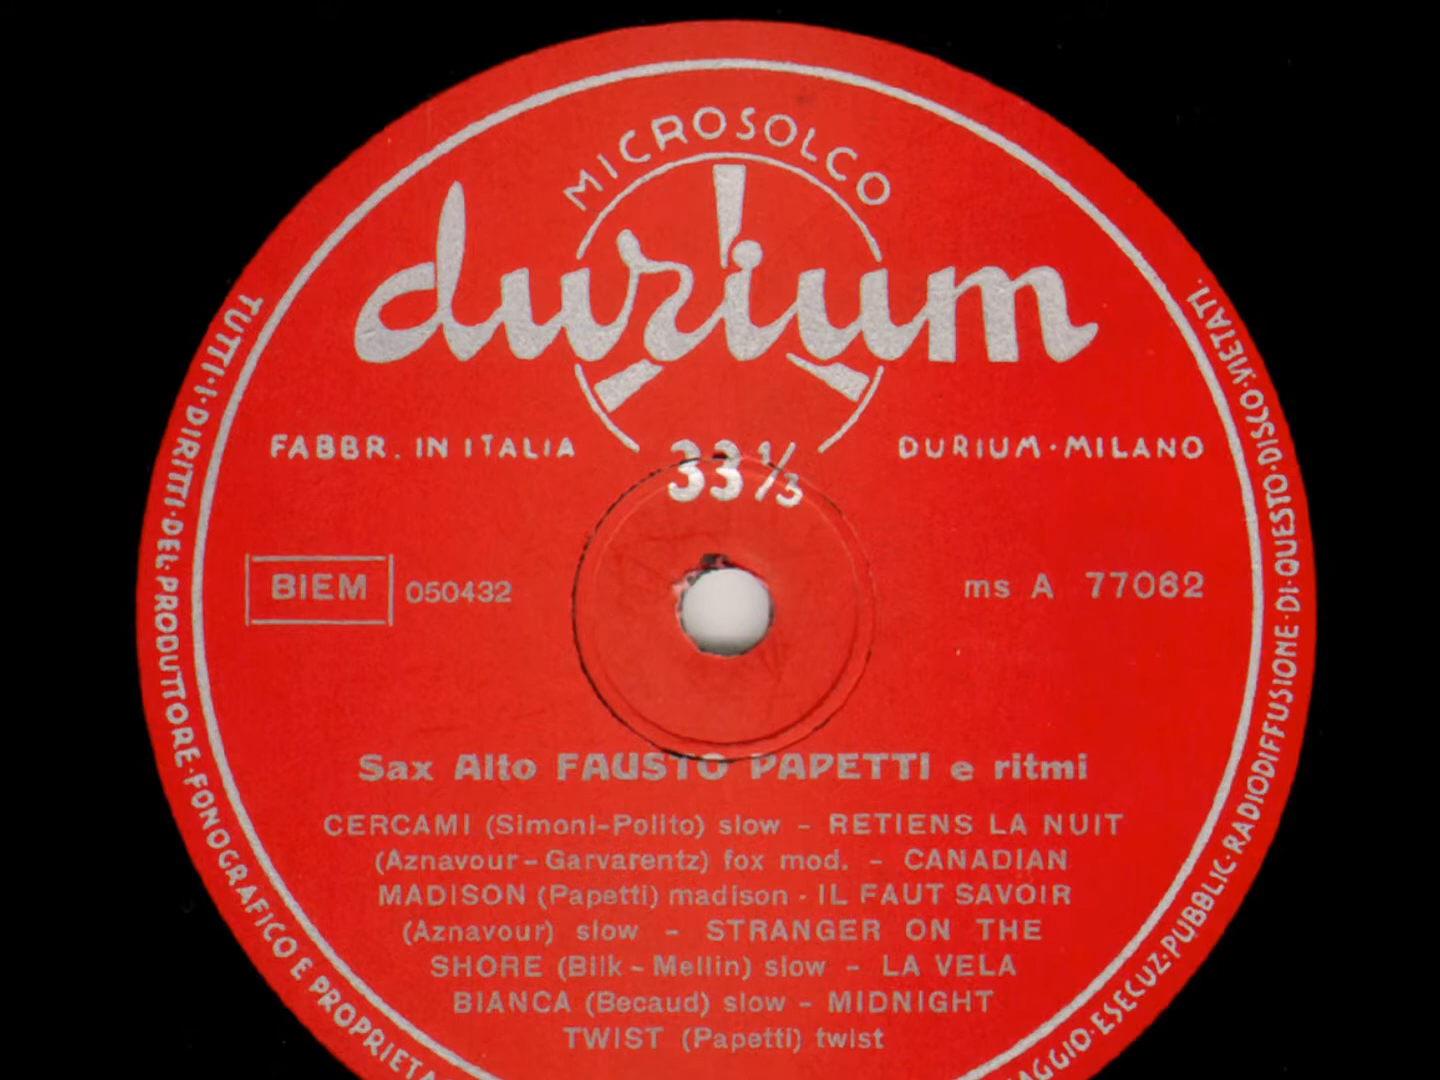 MICROSOLCO
durium
FABBR. IN ITALIA
DURIUM·MILANO
33 1/3
BIEM
050432
ms A 77062
Sax Alto FAUSTO PAPETTI e ritmi
CERCAMI (Simoni-Polito) slow - RETIENS LA NUIT
(Aznavour-Garvarentz) fox mod. - CANADIAN
MADISON (Papetti) madison - IL FAUT SAVOIR
(Aznavour) slow - STRANGER ON THE
SHORE (Bilk-Mellin) slow - LA VELA
BIANCA (Becaud) slow - MIDNIGHT
TWIST (Papetti) twist
TUTTI·I·DIRITTI·DEL·PRODUTTORE·FONOGRAFICO E PROPRIETA
ESECUZ·PUBBLIC·RADIODIFFUSIONE·DI·QUESTO·DISCO·VIETATI.